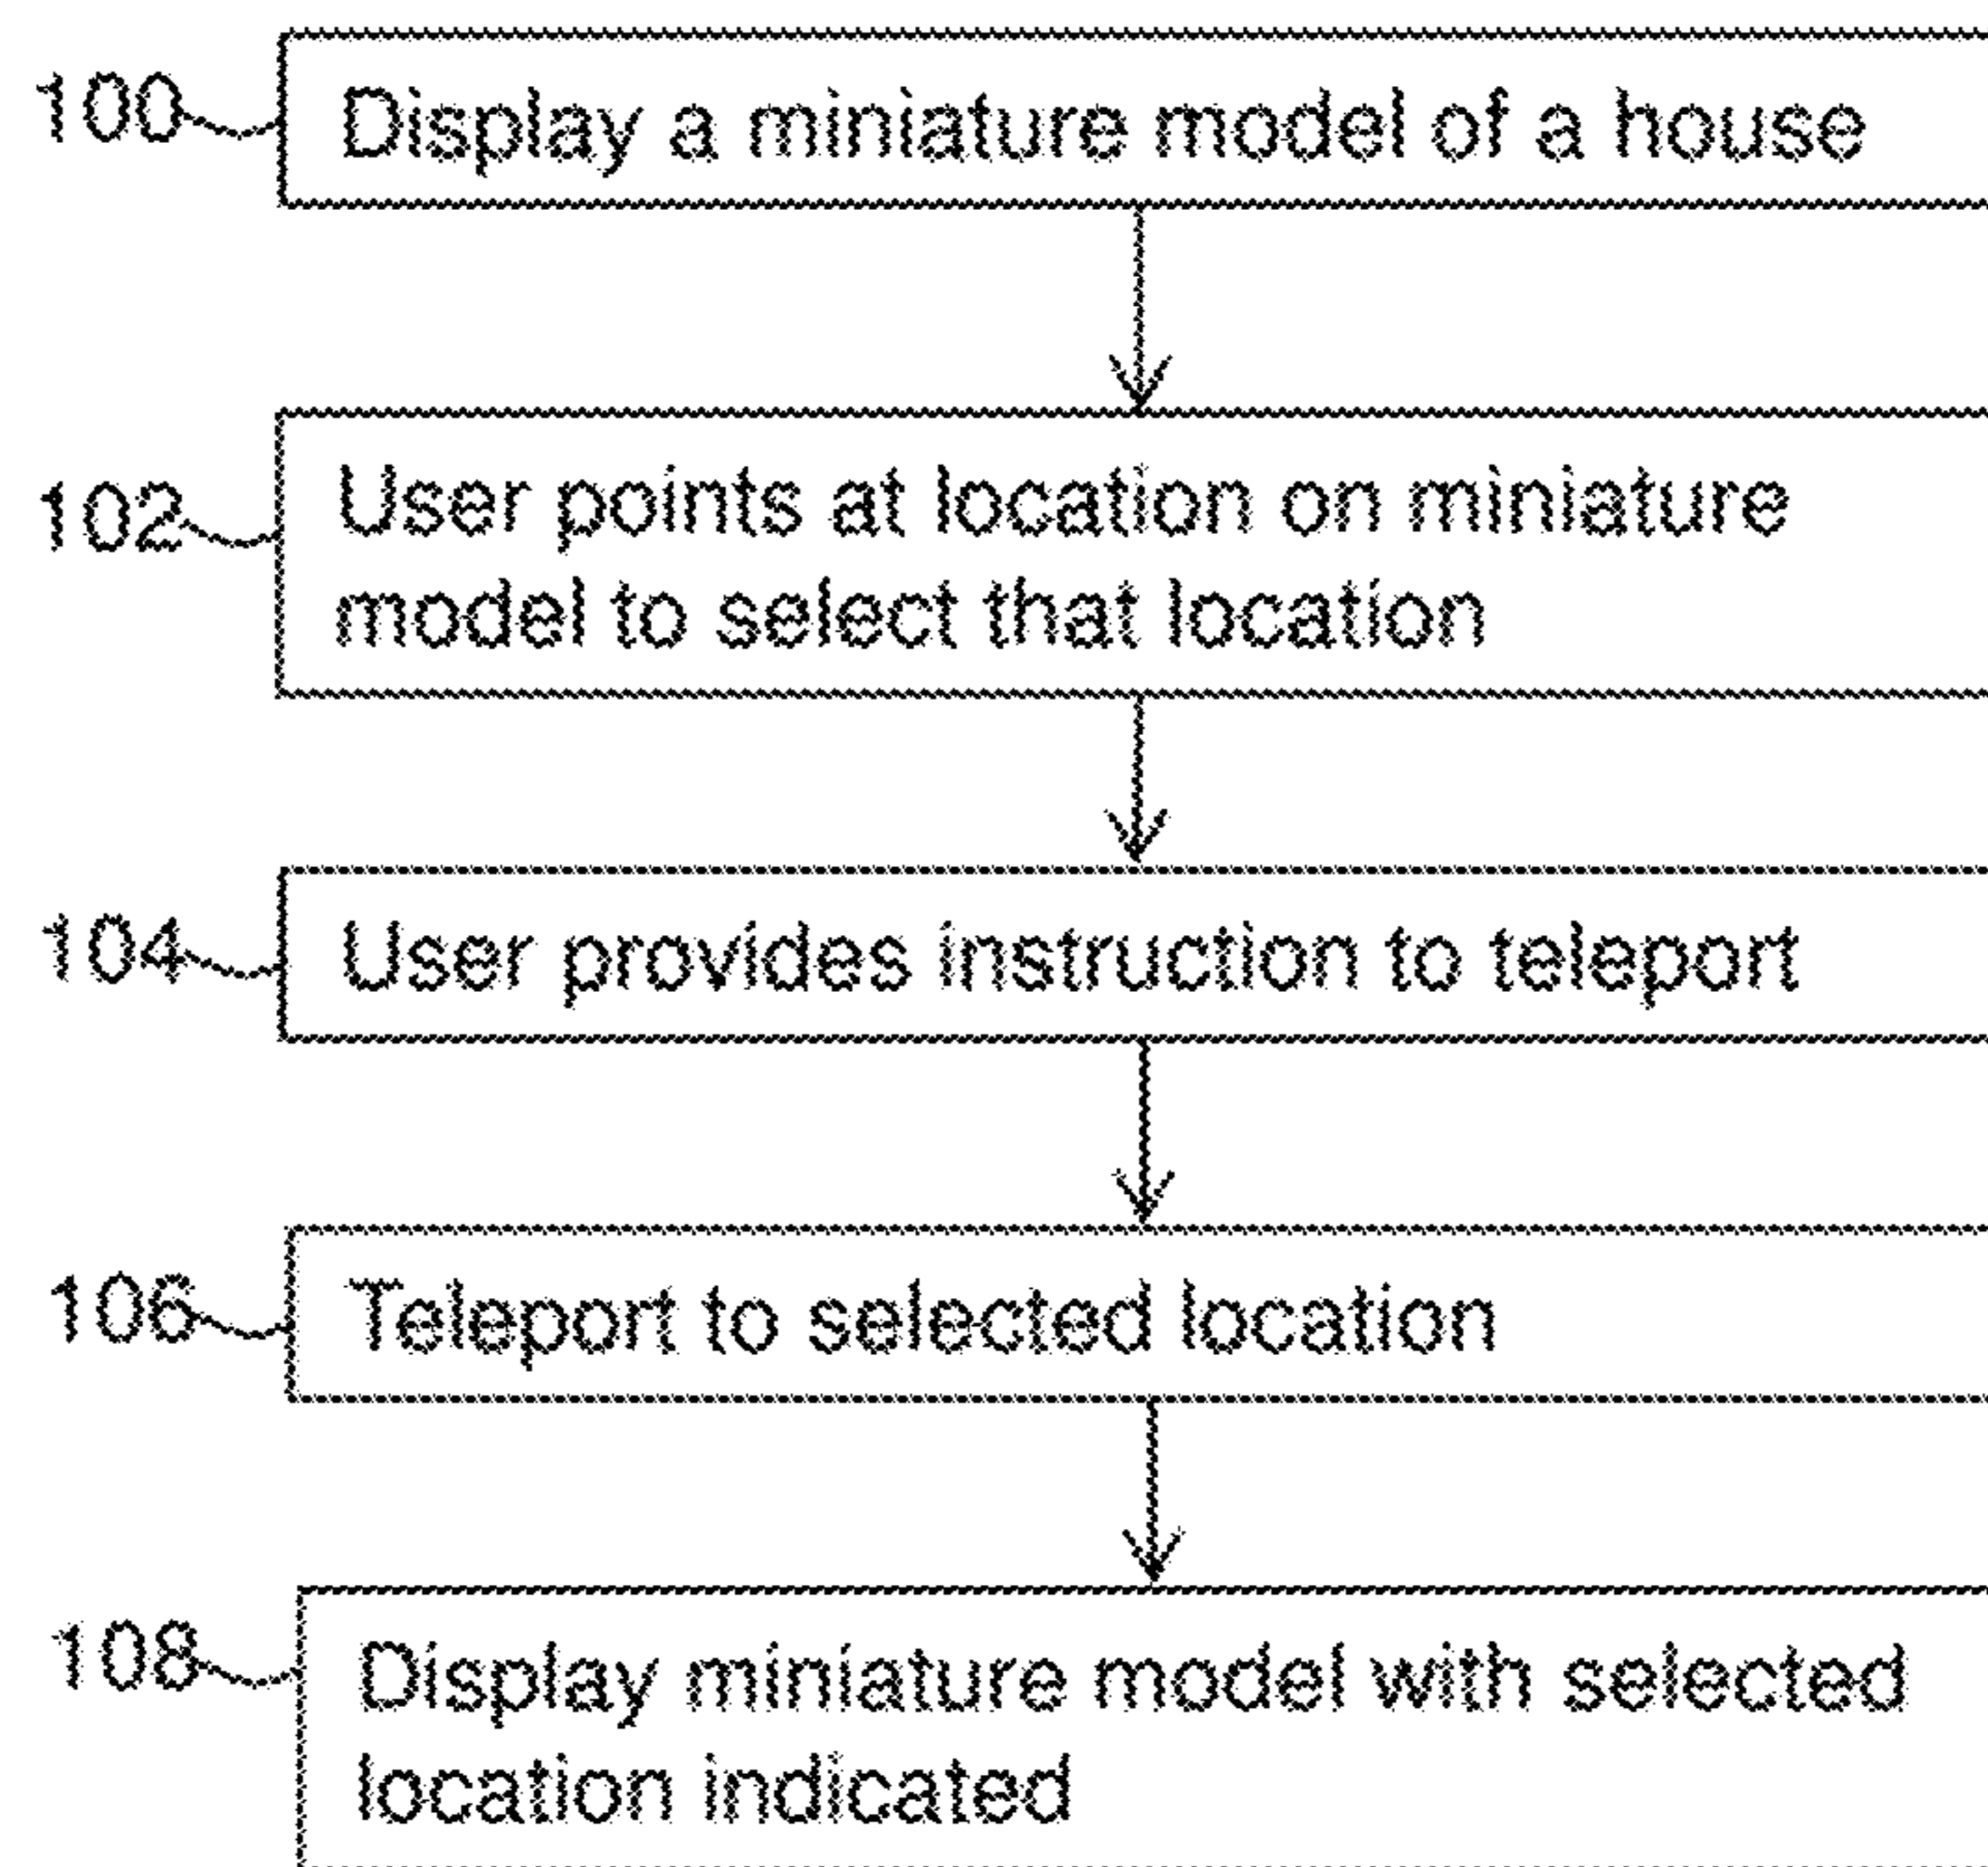 100 Display a miniature model of a house
102 User points at location on miniature
model to select that location
104 User provides instruction to teleport
106 Teleport to selected location
108 Display miniature model with selected
location indicated